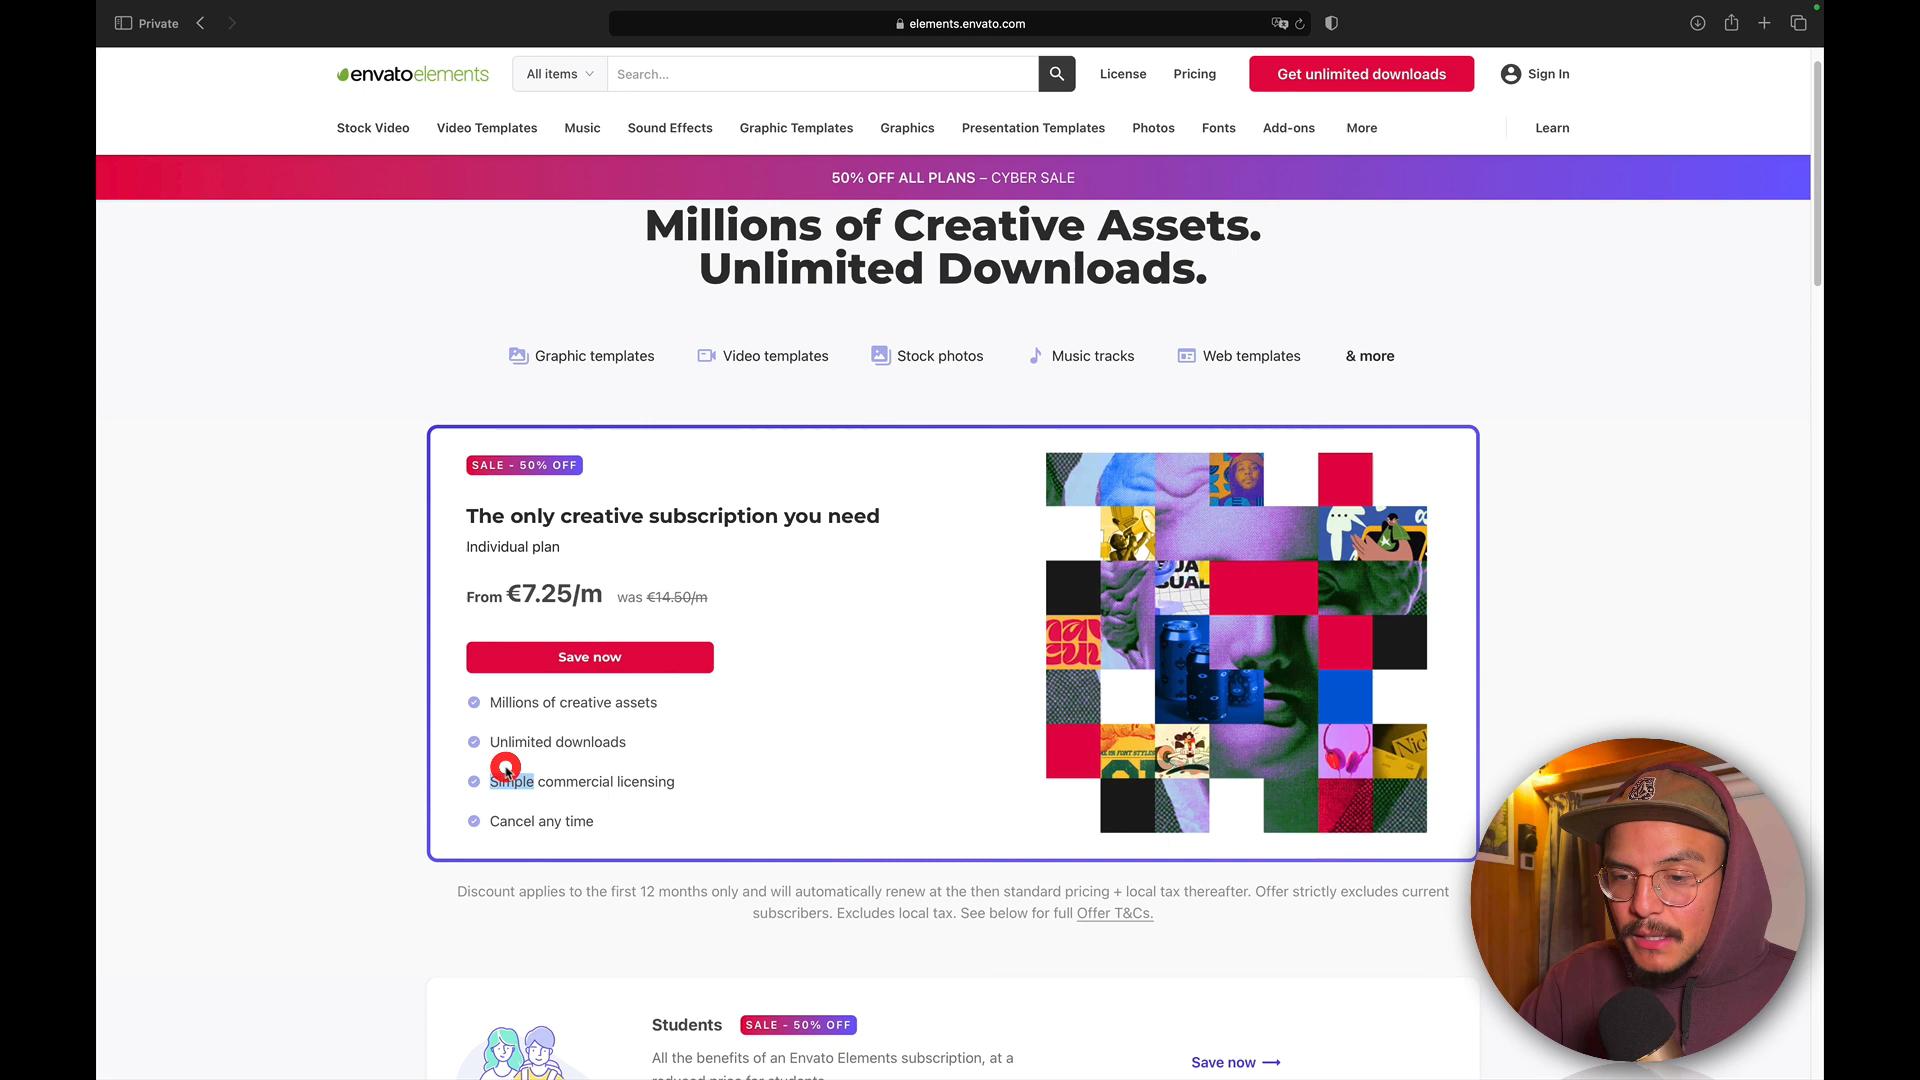 Private
elements.envato.com
envatoelements
All items
Search...
License
Pricing
Get unlimited downloads
Sign In
Stock Video
Video Templates
Music
Sound Effects
Graphic Templates
Graphics
Presentation Templates
Photos
Fonts
Add-ons
More
Learn
50% OFF ALL PLANS – CYBER SALE
Millions of Creative Assets.
Unlimited Downloads.
Graphic templates
Video templates
Stock photos
Music tracks
Web templates
& more
SALE - 50% OFF
The only creative subscription you need
Individual plan
From €7.25/m was €14.50/m
Save now
Millions of creative assets
Unlimited downloads
Simple commercial licensing
Cancel any time
Discount applies to the first 12 months only and will automatically renew at the then standard pricing + local tax thereafter. Offer strictly excludes current
subscribers. Excludes local tax. See below for full Offer T&Cs.
Students
SALE - 50% OFF
All the benefits of an Envato Elements subscription, at a
reduced price for students
Save now